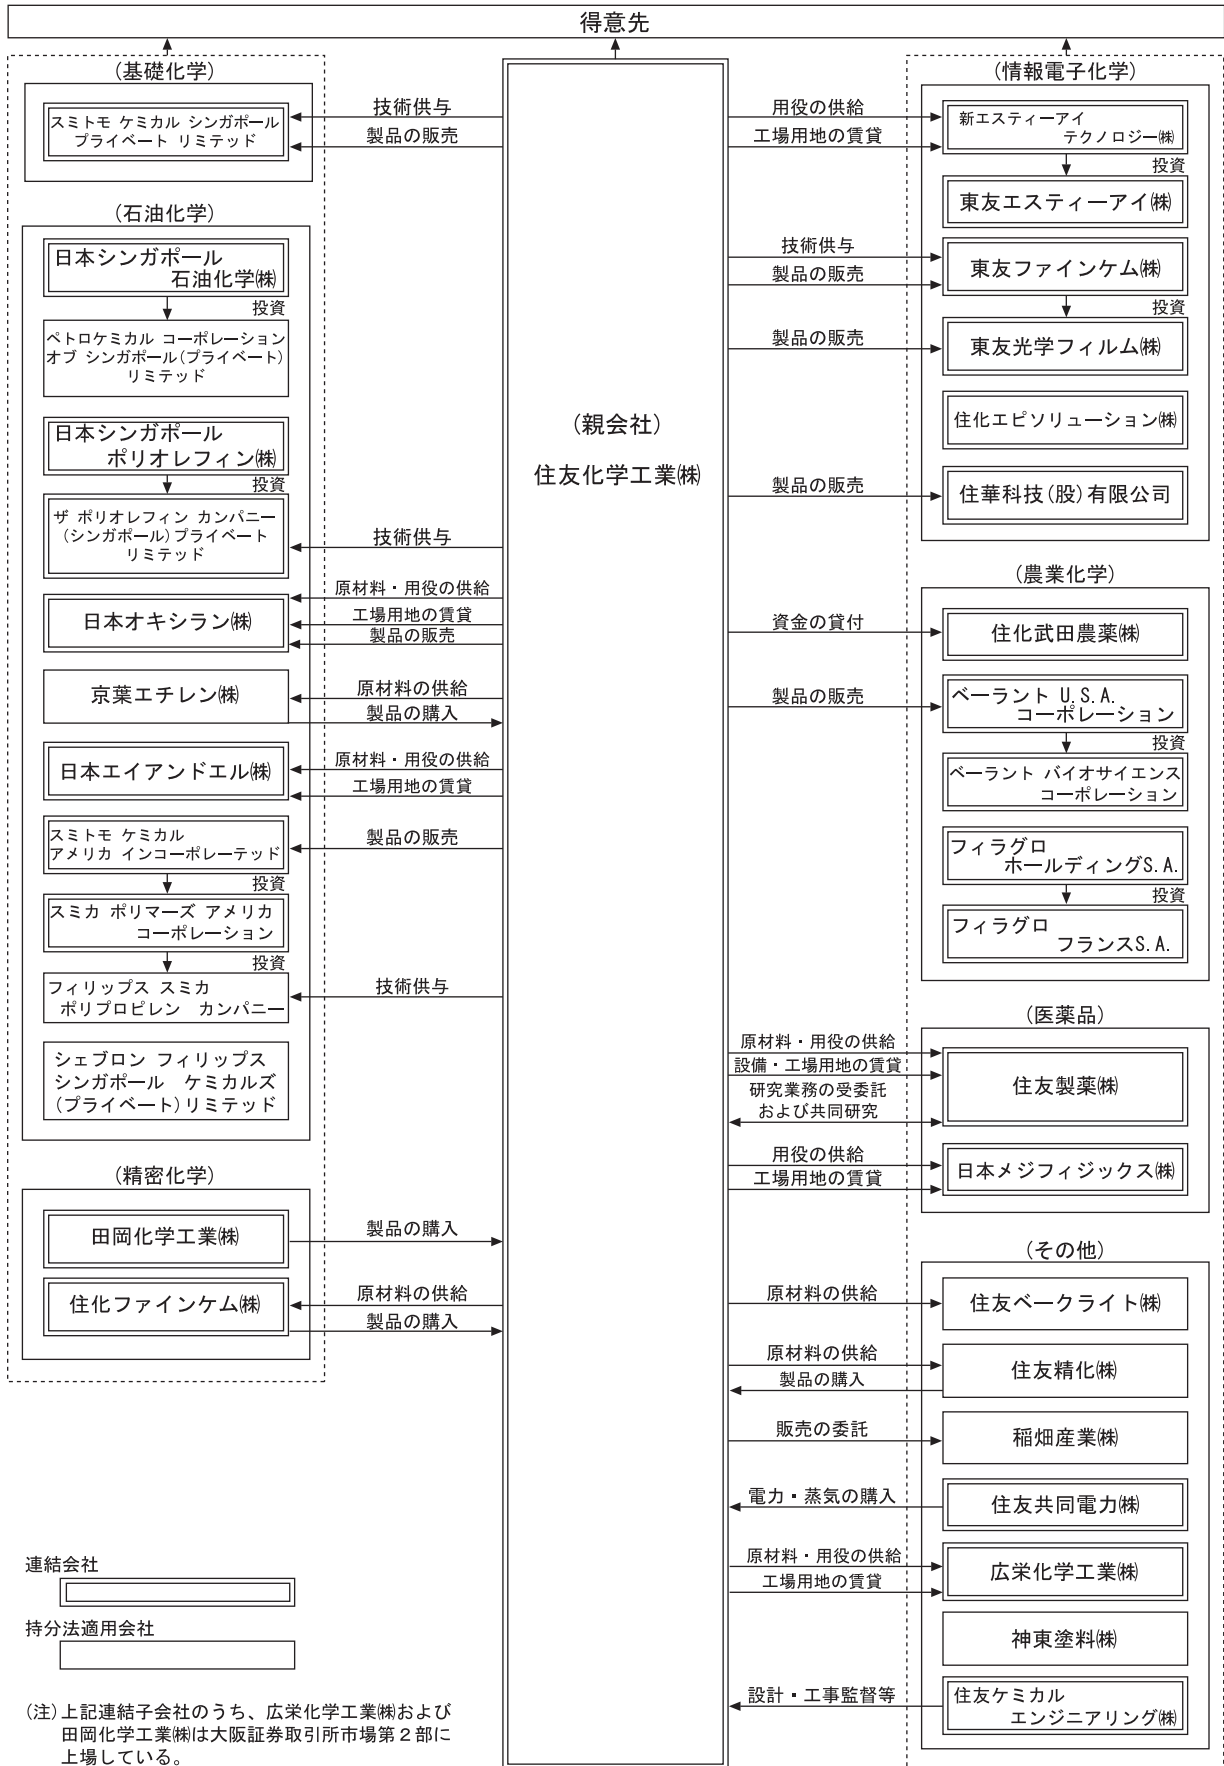 得意先
(基礎化学)
スミトモ ケミカル シンガポール
プライベート リミテッド
技術供与
製品の販売
(石油化学)
日本シンガポール
石油化学㈱
投資
ペトロケミカル コーポレーション
オブ シンガポール(プライベート)
リミテッド
日本シンガポール
ポリオレフィン㈱
投資
ザ ポリオレフィン カンパニー
(シンガポール)プライベート
リミテッド
技術供与
日本オキシラン㈱
原材料・用役の供給
工場用地の賃貸
製品の販売
京葉エチレン㈱
原材料の供給
製品の購入
日本エイアンドエル㈱
原材料・用役の供給
工場用地の賃貸
スミトモ ケミカル
アメリカ インコーポレーテッド
製品の販売
投資
スミカ ポリマーズ アメリカ
コーポレーション
投資
フィリップス スミカ
ポリプロピレン カンパニー
技術供与
シェブロン フィリップス
シンガポール ケミカルズ
(プライベート)リミテッド
(精密化学)
田岡化学工業㈱
製品の購入
住化ファインケム㈱
原材料の供給
製品の購入
(親会社)
住友化学工業㈱
(情報電子化学)
用役の供給
工場用地の賃貸
新エスティーアイ
テクノロジー㈱
投資
東友エスティーアイ㈱
技術供与
製品の販売
東友ファインケム㈱
投資
製品の販売
東友光学フィルム㈱
住化エピソリューション㈱
製品の販売
住華科技(股)有限公司
(農業化学)
資金の貸付
住化武田農薬㈱
製品の販売
ベーラント U.S.A.
コーポレーション
投資
ベーラント バイオサイエンス
コーポレーション
フィラグロ
ホールディングS.A.
投資
フィラグロ
フランスS.A.
(医薬品)
原材料・用役の供給
設備・工場用地の賃貸
研究業務の受委託
および共同研究
住友製薬㈱
用役の供給
工場用地の賃貸
日本メジフィジックス㈱
(その他)
原材料の供給
住友ベークライト㈱
原材料の供給
製品の購入
住友精化㈱
販売の委託
稲畑産業㈱
電力・蒸気の購入
住友共同電力㈱
原材料・用役の供給
工場用地の賃貸
広栄化学工業㈱
神東塗料㈱
設計・工事監督等
住友ケミカル
エンジニアリング㈱
連結会社
持分法適用会社
(注)上記連結子会社のうち、広栄化学工業㈱および
田岡化学工業㈱は大阪証券取引所市場第2部に
上場している。